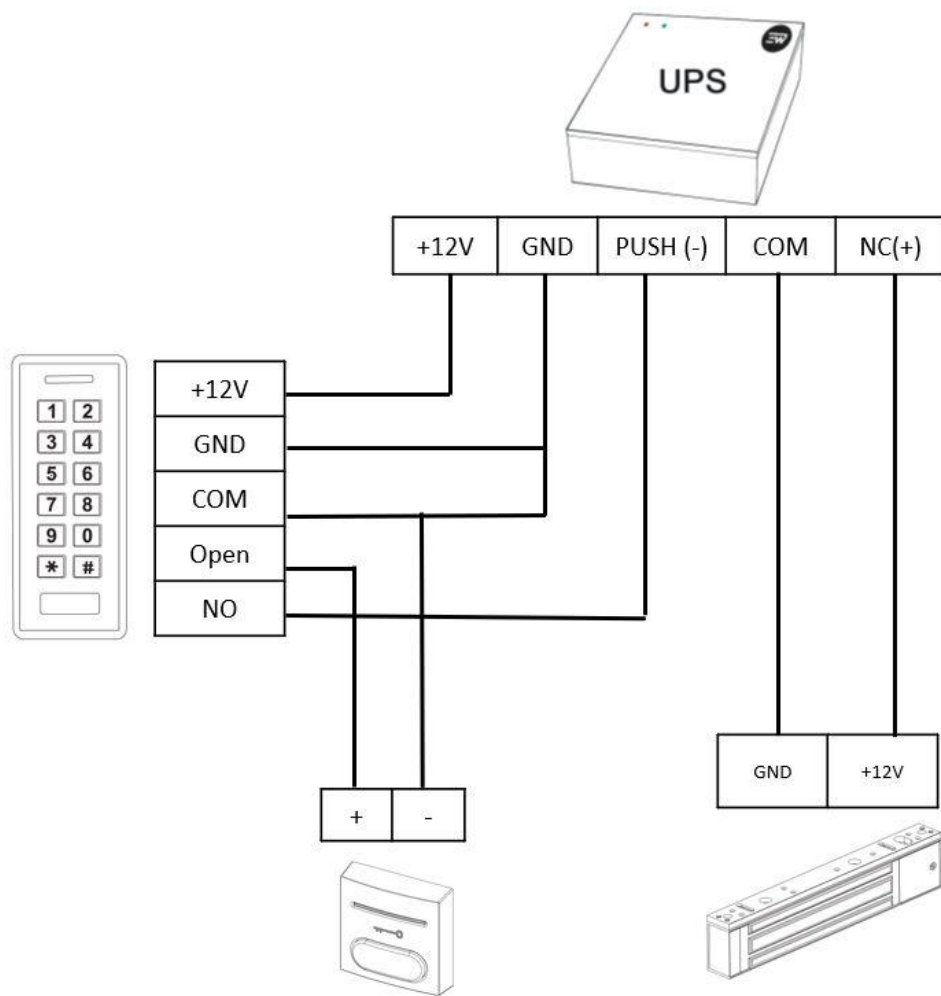 UPS
+12V GND PUSH (-) COM NC(+)
+12V
GND
COM
Open
NO
1 2
3 4
5 6
7 8
9 0
* #
GND +12V
+ -